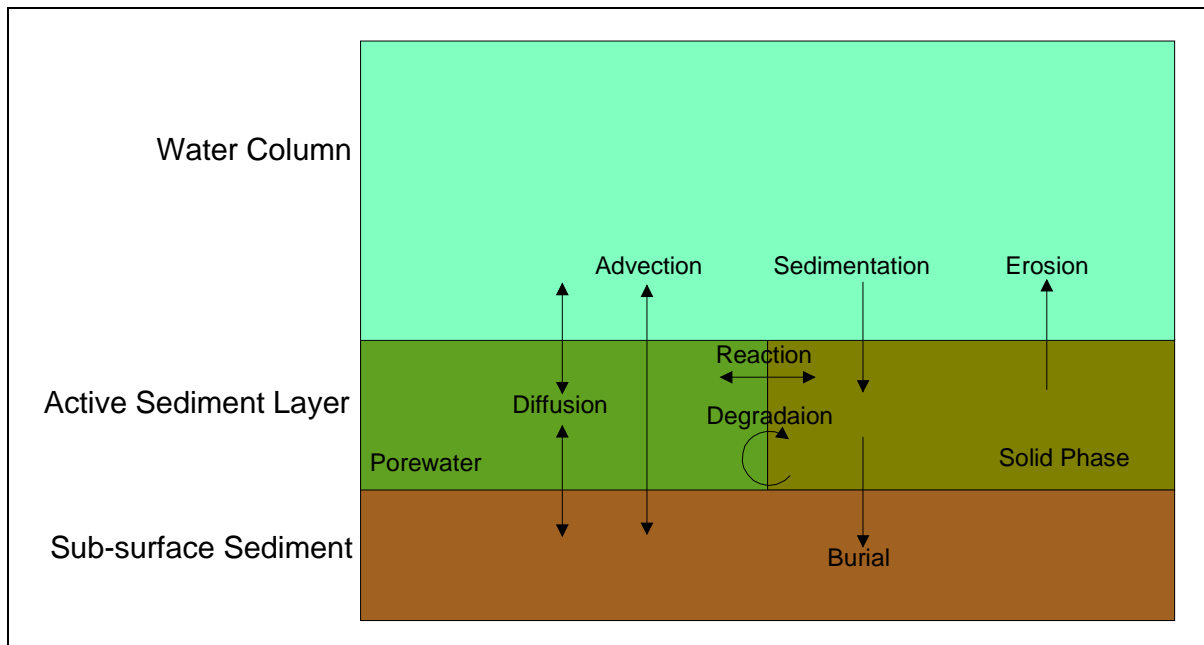 Water Column
Advection
Sedimentation
Erosion
Reaction
Active Sediment Layer
Diffusion
Degradaion
Porewater
Solid Phase
Sub-surface Sediment
Burial